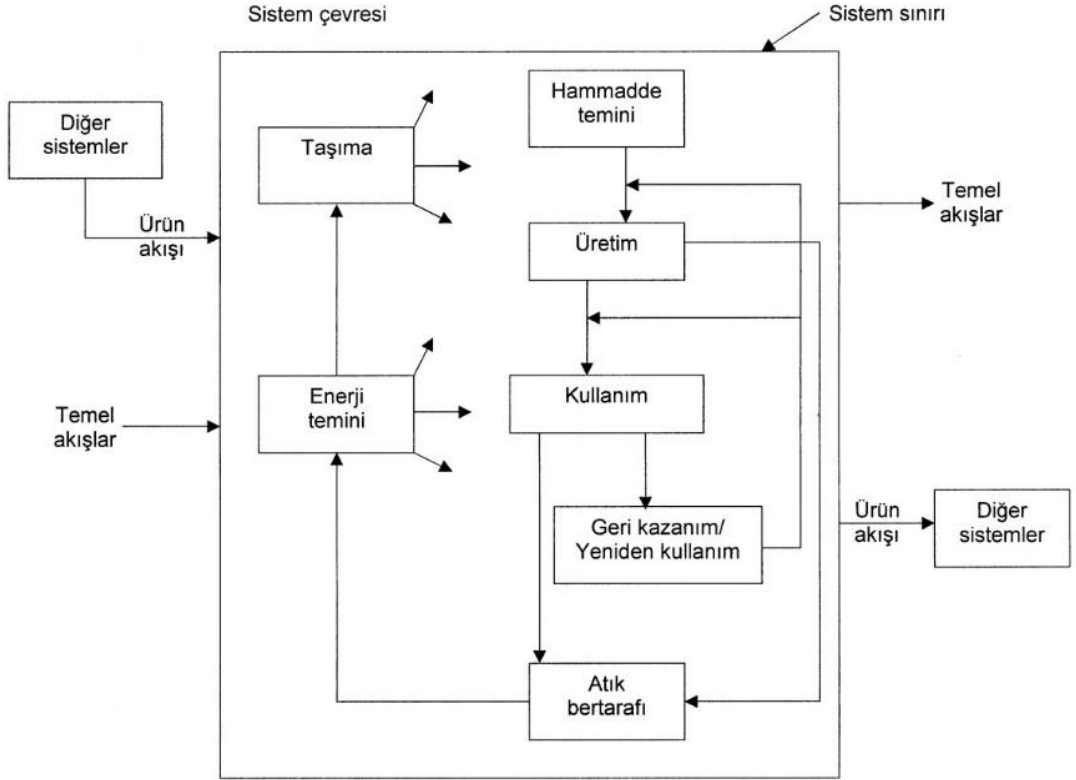 Sistem çevresi
Sistem sınırı
Diğer
sistemler
Ürün
akışı
Temel
akışlar
Taşıma
Enerji
temini
Hammadde
temini
Üretim
Kullanım
Geri kazanım/
Yeniden kullanım
Atık
bertarafı
Temel
akışlar
Ürün
akışı
Diğer
sistemler